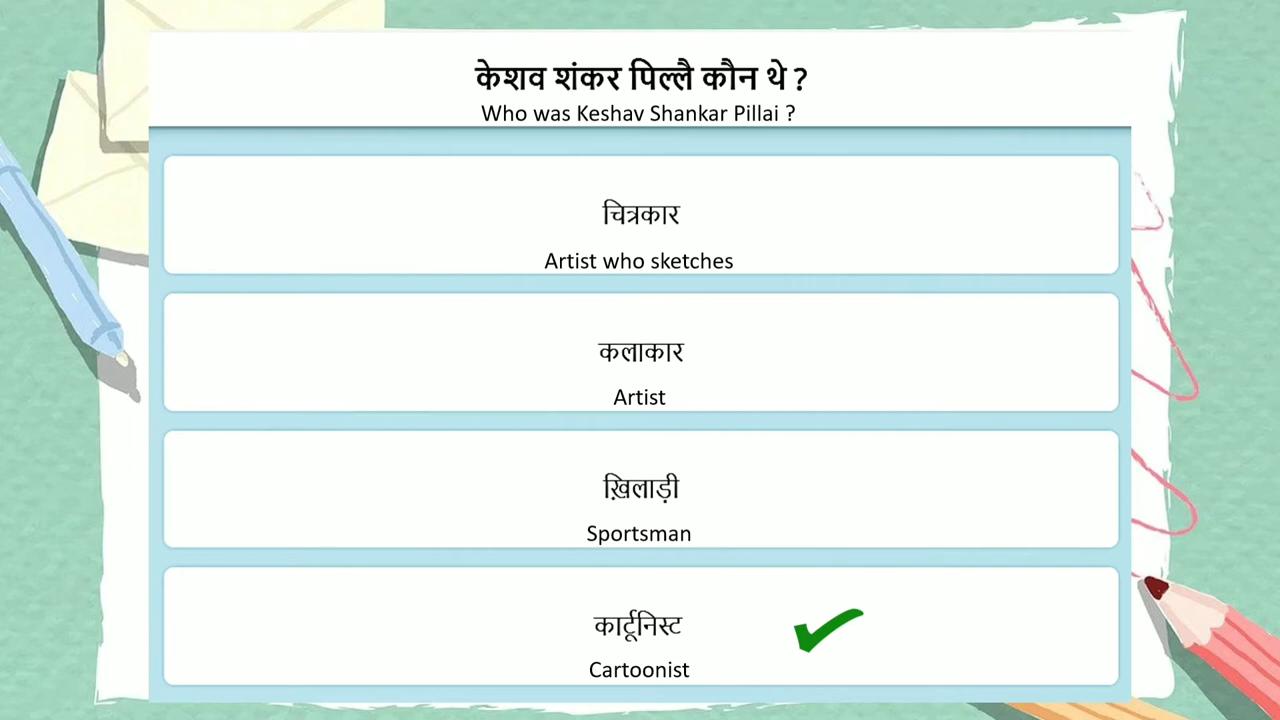 केशव शंकर पिल्लै कौन थे ?
Who was Keshav Shankar Pillai ?
चित्रकार
Artist who sketches
कलाकार
Artist
ख़िलाड़ी
Sportsman
कार्टूनिस्ट
Cartoonist